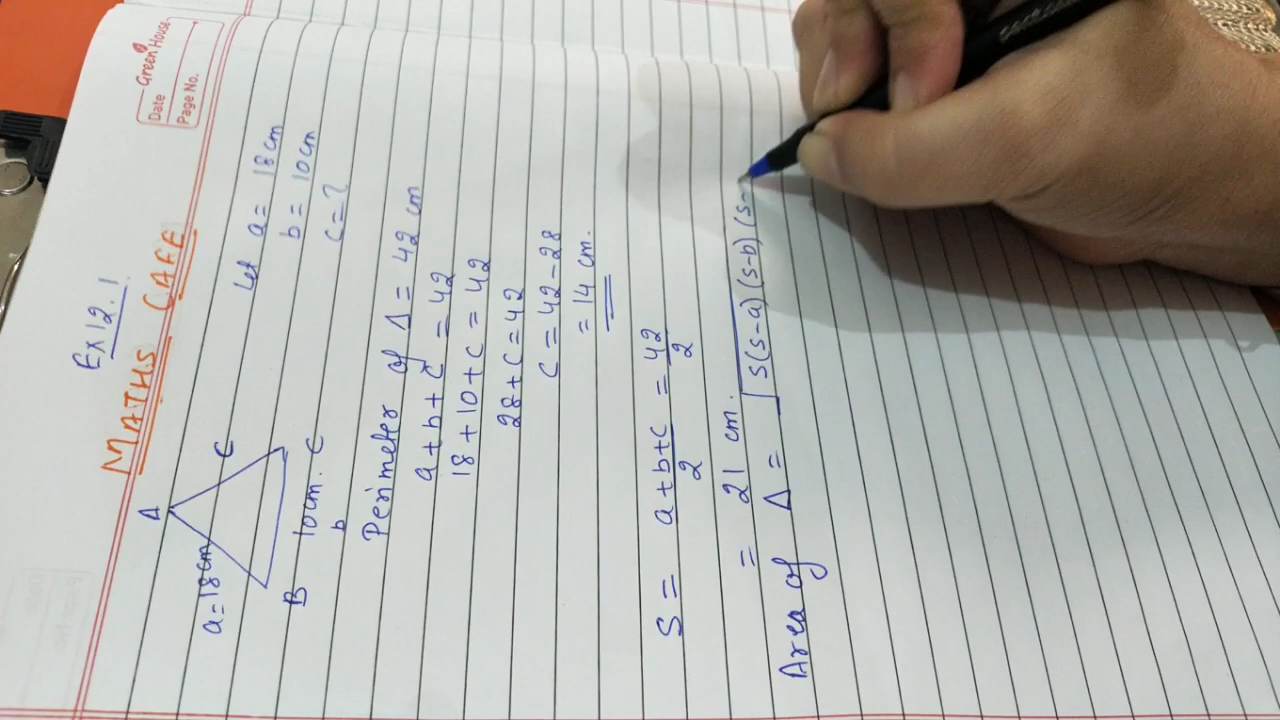 Green House
Date
Page No.
Ex 12.1
MATHS CAFE
A
a=18cm
C
B 10cm. C
b
Let a = 18cm
b = 10cm
c = ?
Perimeter of Δ = 42 cm
a+b+c = 42
18+10+c = 42
28+c = 42
c = 42-28
= 14 cm.
S = a+b+c/2 = 42/2
= 21 cm.
Area of Δ = √s(s-a)(s-b)(s-